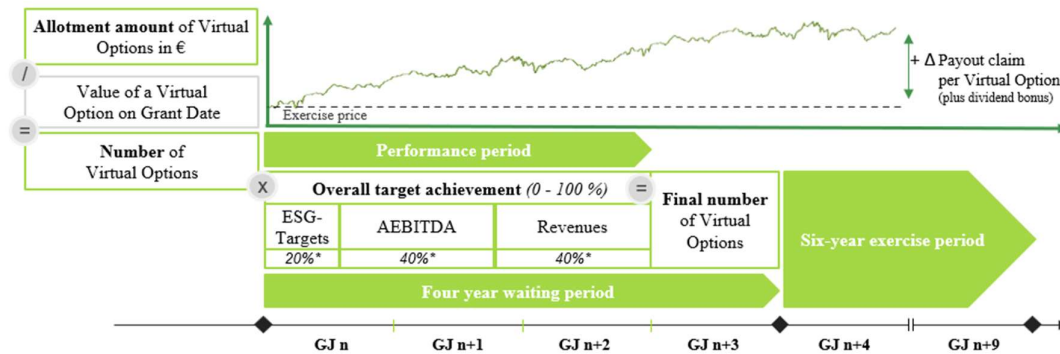 Allotment amount of Virtual
Options in €
/
Value of a Virtual
Option on Grant Date
=
Number of
Virtual Options
+ Δ Payout claim
per Virtual Option
(plus dividend bonus)
Exercise price
Performance period
x
Overall target achievement (0 - 100 %)
=
ESG-
Targets
AEBITDA
Revenues
20%*
40%*
40%*
Final number
of Virtual
Options
Six-year exercise period
Four year waiting period
GJ n
GJ n+1
GJ n+2
GJ n+3
GJ n+4
GJ n+9